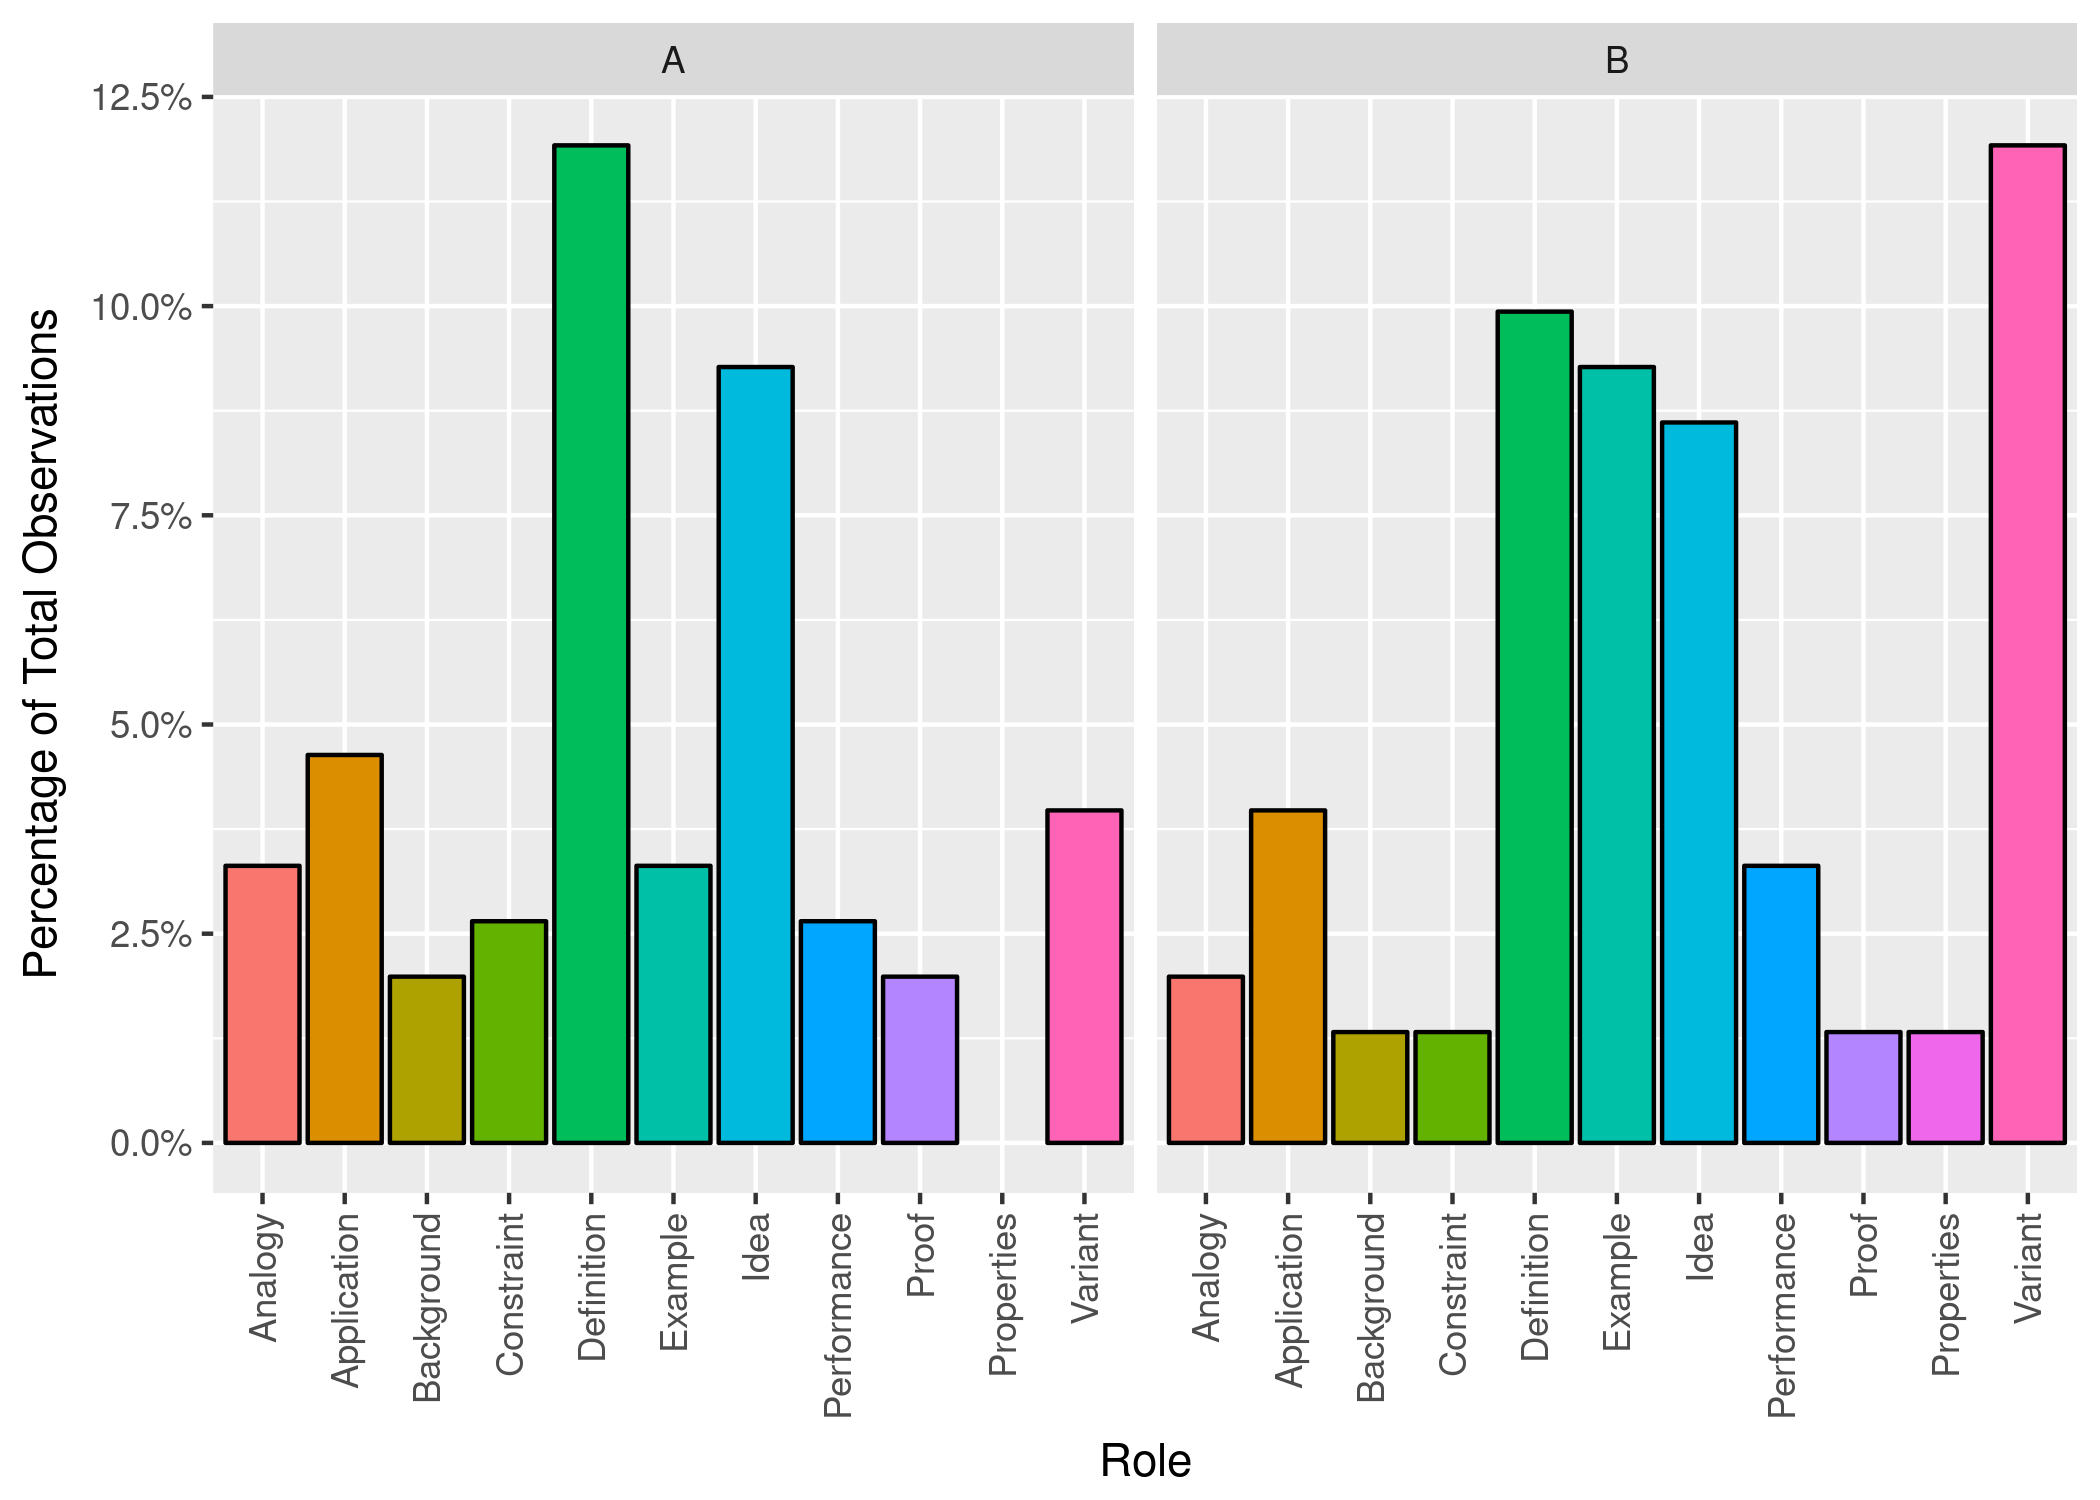 A
B
12.5%
10.0%
7.5%
5.0%
2.5%
0.0%
Percentage of Total Observations
Analogy
Application
Background
Constraint
Definition
Example
Idea
Performance
Proof
Properties
Variant
Analogy
Application
Background
Constraint
Definition
Example
Idea
Performance
Proof
Properties
Variant
Role